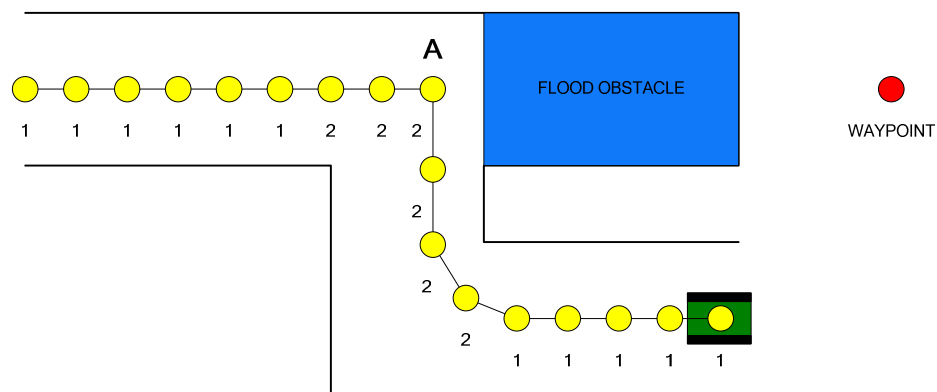 A
FLOOD OBSTACLE
WAYPOINT
1 1 1 1 1 1 2 2 2
2
2
2
1 1 1 1 1